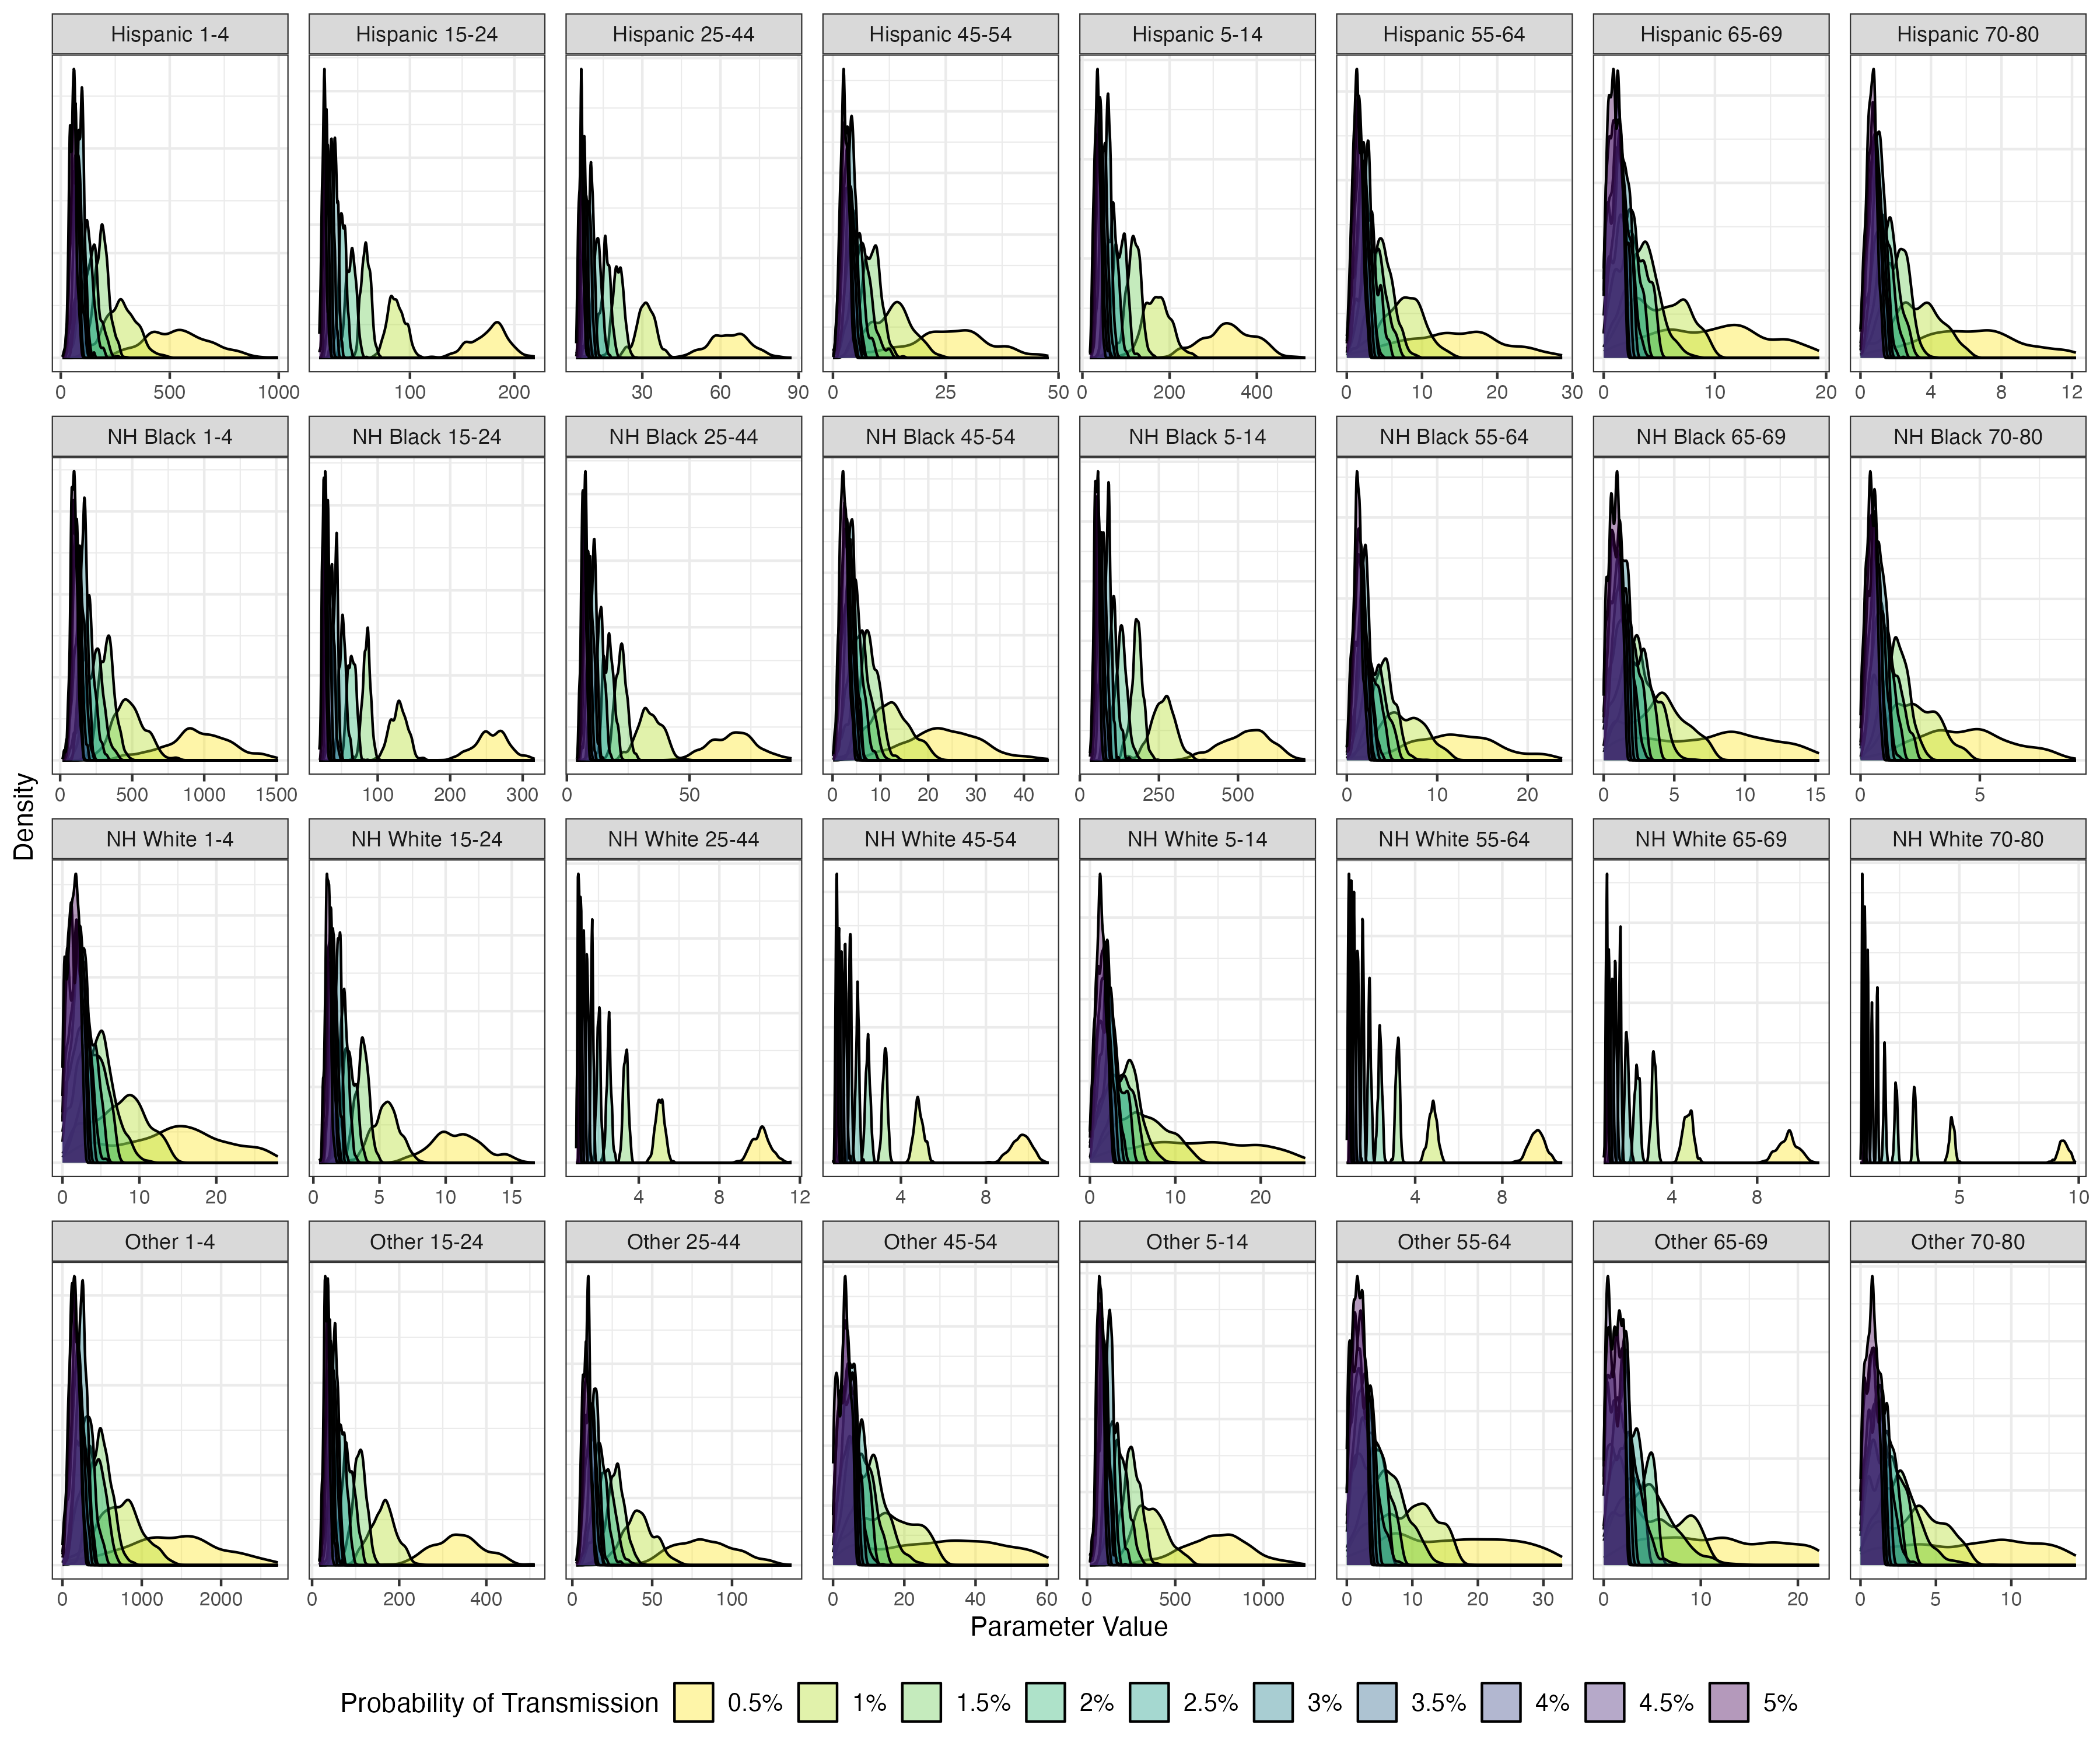 Hispanic 1-4 Hispanic 15-24 Hispanic 25-44 Hispanic 45-54 Hispanic 5-14 Hispanic 55-64 Hispanic 65-69 Hispanic 70-80
0 500 1000 100 200 30 60 90 0 25 50 0 200 400 0 10 20 30 0 10 20 0 4 8 12
NH Black 1-4 NH Black 15-24 NH Black 25-44 NH Black 45-54 NH Black 5-14 NH Black 55-64 NH Black 65-69 NH Black 70-80
0 500 1000 1500 100 200 300 0 50 0 10 20 30 40 0 250 500 0 10 20 0 5 10 15 0 5
Density
NH White 1-4 NH White 15-24 NH White 25-44 NH White 45-54 NH White 5-14 NH White 55-64 NH White 65-69 NH White 70-80
0 10 20 0 5 10 15 4 8 12 4 8 0 10 20 4 8 4 8 5 10
Other 1-4 Other 15-24 Other 25-44 Other 45-54 Other 5-14 Other 55-64 Other 65-69 Other 70-80
0 1000 2000 0 200 400 0 50 100 0 20 40 60 0 500 1000 0 10 20 30 0 10 20 0 5 10
Parameter Value
Probability of Transmission 0.5% 1% 1.5% 2% 2.5% 3% 3.5% 4% 4.5% 5%